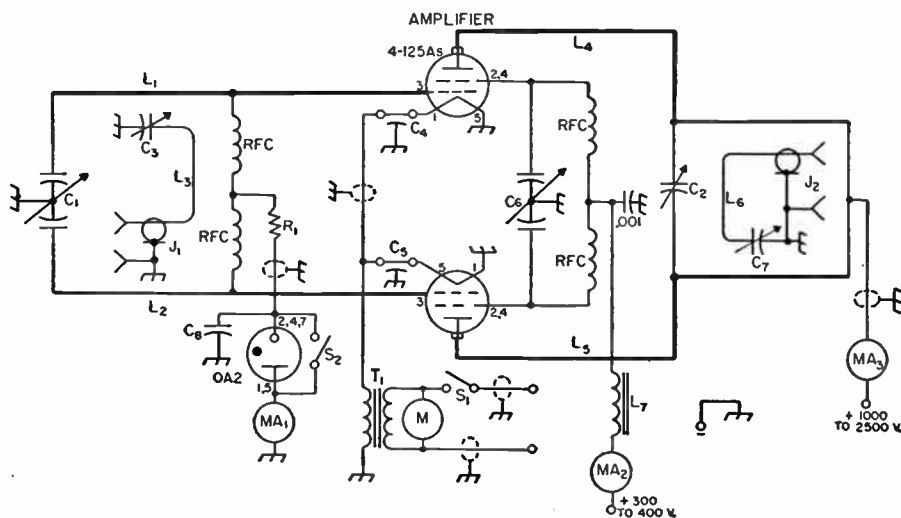 AMPLIFIER
4-125As
L4
L1
3
2,4
1
5
C4
RFC
RFC
C3
L3
C1
J1
RFC
R1
C6
.001
C2
L6
J2
C7
C5
5
1
RFC
3
2,4
L2
L5
C8
2,4,7
S2
OA2
1,5
MA1
T1
M
S1
L7
MA2
+300
TO 400 V.
MA3
+1000
TO 2500 V.